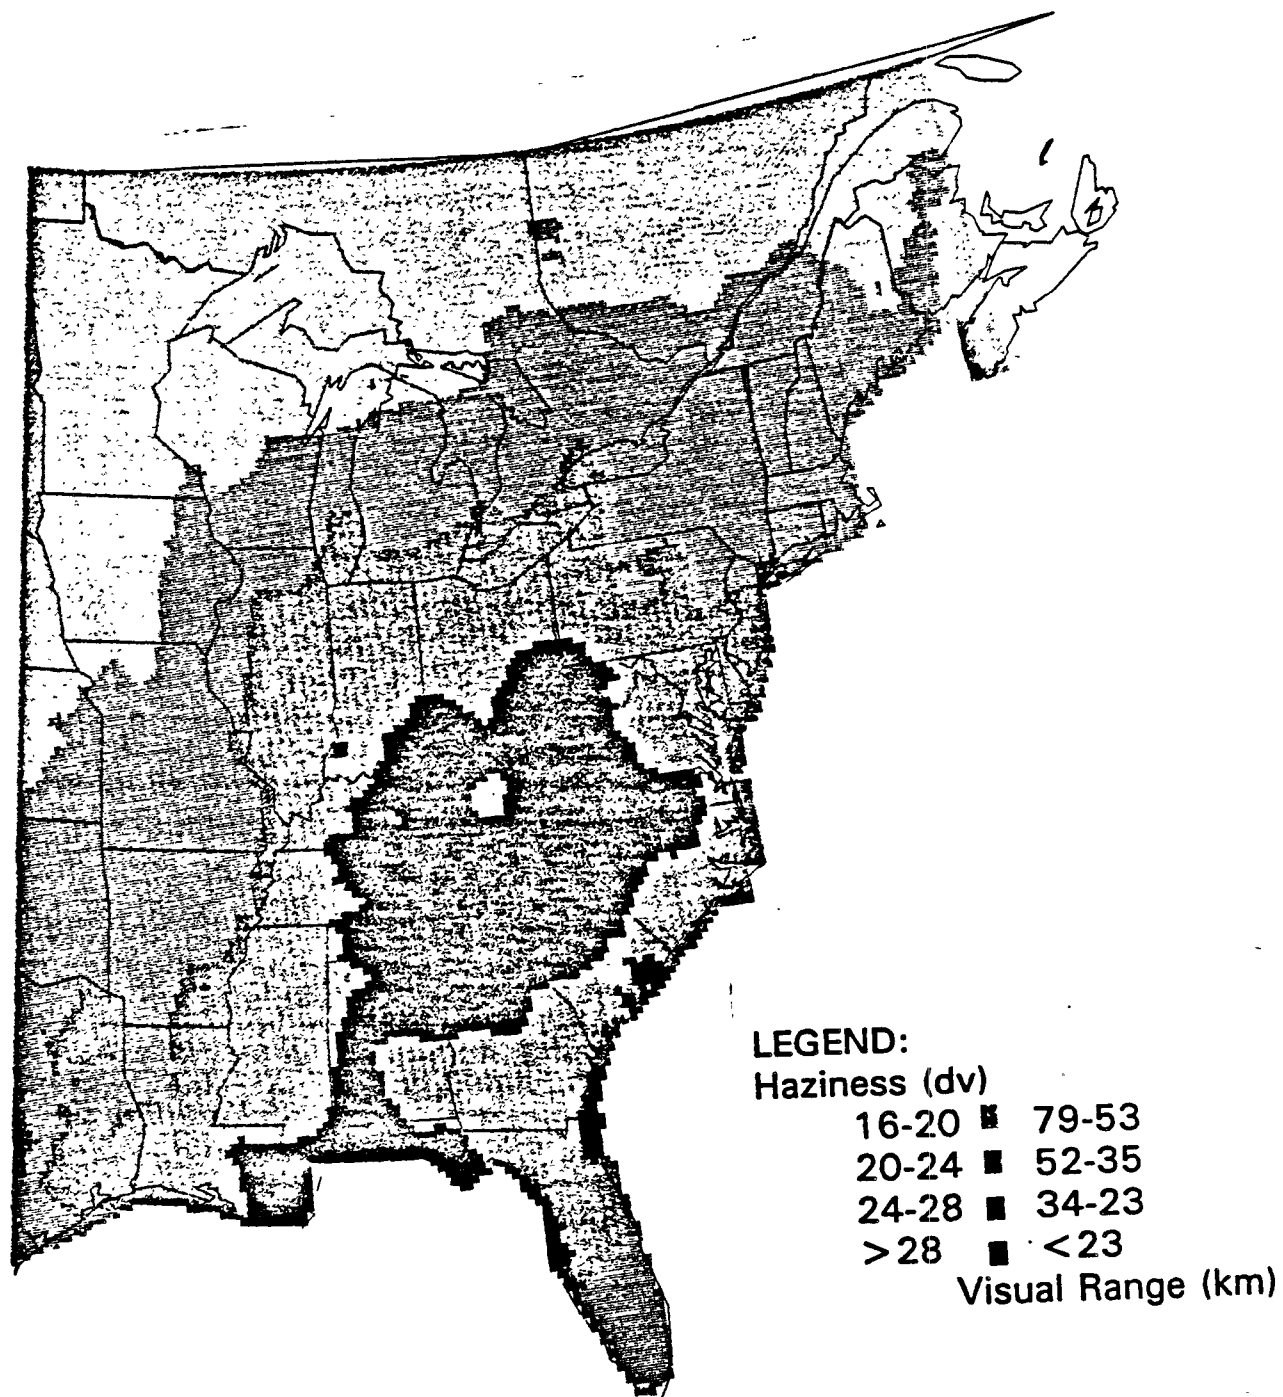 LEGEND:
Haziness (dv)
16-20 79-53
20-24 52-35
24-28 34-23
>28 <23
Visual Range (km)